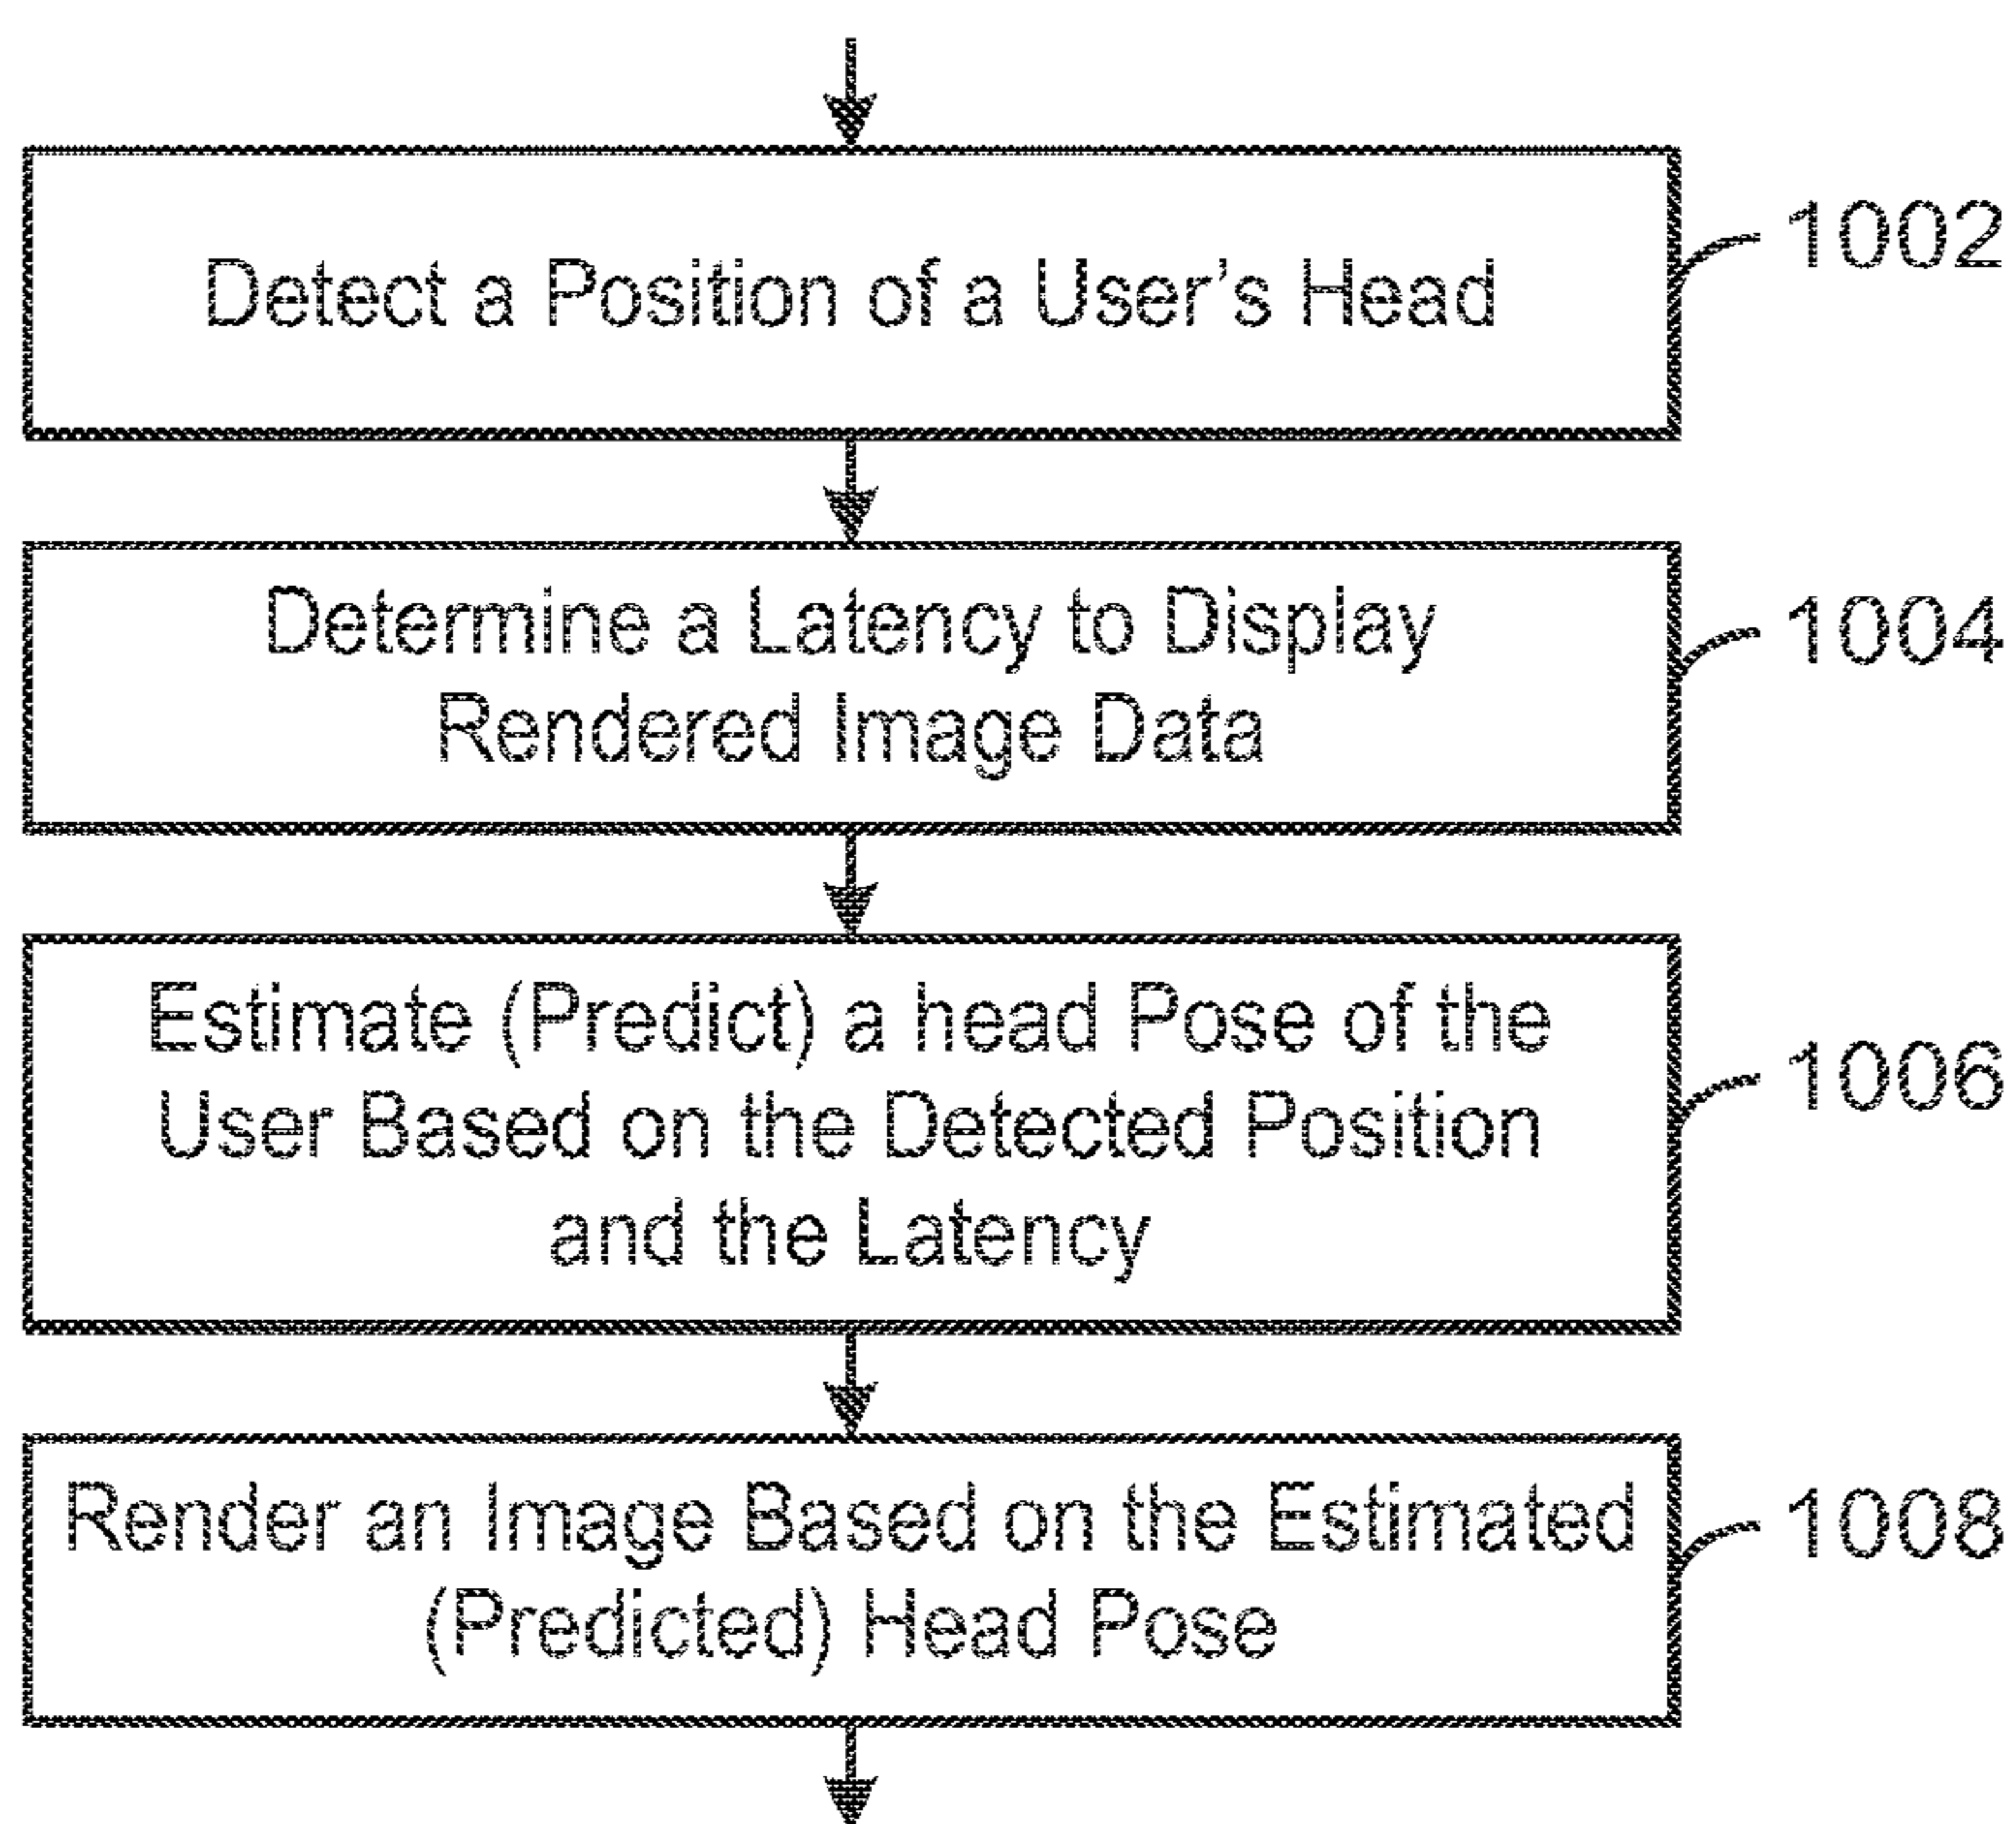 Detect a Position of a User's Head
1002
Determine a Latency to Display
Rendered Image Data
1004
Estimate (Predict) a head Pose of the
User Based on the Detected Position
and the Latency
1006
Render an Image Based on the Estimated
(Predicted) Head Pose
1008